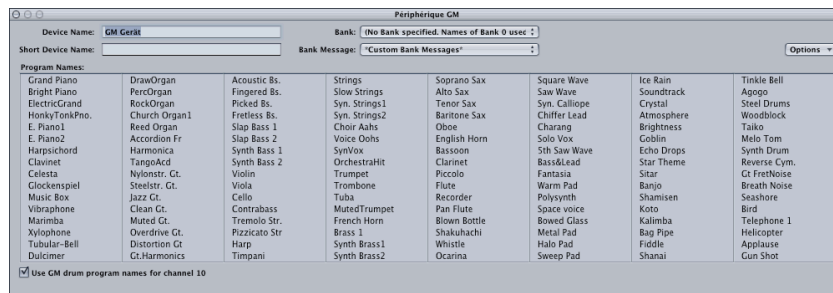 Périphérique GM
Device Name: GM Gerät Bank: (No Bank specified. Names of Bank 0 usec
Short Device Name: Bank Message: *Custom Bank Messages* Options
Program Names:
Grand Piano DrawOrgan Acoustic Bs. Strings Soprano Sax Square Wave Ice Rain Tinkle Bell
Bright Piano PercOrgan Fingered Bs. Slow Strings Alto Sax Saw Wave Soundtrack Agogo
ElectricGrand RockOrgan Picked Bs. Syn. Strings1 Tenor Sax Syn. Calliope Crystal Steel Drums
HonkyTonkPno. Church Organ1 Fretless Bs. Syn. Strings2 Baritone Sax Chiffer Lead Atmosphere Woodblock
E. Piano1 Reed Organ Slap Bass 1 Choir Aahs Oboe Charang Brightness Taiko
E. Piano2 Accordion Fr Slap Bass 2 Voice Oohs English Horn Solo Vox Goblin Melo Tom
Harpsichord Harmonica Synth Bass 1 SynVox Bassoon 5th Saw Wave Echo Drops Synth Drum
Clavinet TangoAcd Synth Bass 2 OrchestraHit Clarinet Bass&Lead Star Theme Reverse Cym.
Celesta Nylonstr. Gt. Violin Trumpet Piccolo Fantasia Sitar Gt FretNoise
Glockenspiel Steelstr. Gt. Viola Trombone Flute Warm Pad Banjo Breath Noise
Music Box Jazz Gt. Cello Tuba Recorder Polysynth Shamisen Seashore
Vibraphone Clean Gt. Contrabass MutedTrumpet Pan Flute Space voice Koto Bird
Marimba Muted Gt. Tremolo Str. French Horn Blown Bottle Bowed Glass Kalimba Telephone 1
Xylophone Overdrive Gt. Pizzicato Str Brass 1 Shakuhachi Metal Pad Bag Pipe Helicopter
Tubular-Bell Distortion Gt Harp Synth Brass1 Whistle Halo Pad Fiddle Applause
Dulcimer Gt.Harmonics Timpani Synth Brass2 Ocarina Sweep Pad Shanai Gun Shot
Use GM drum program names for channel 10